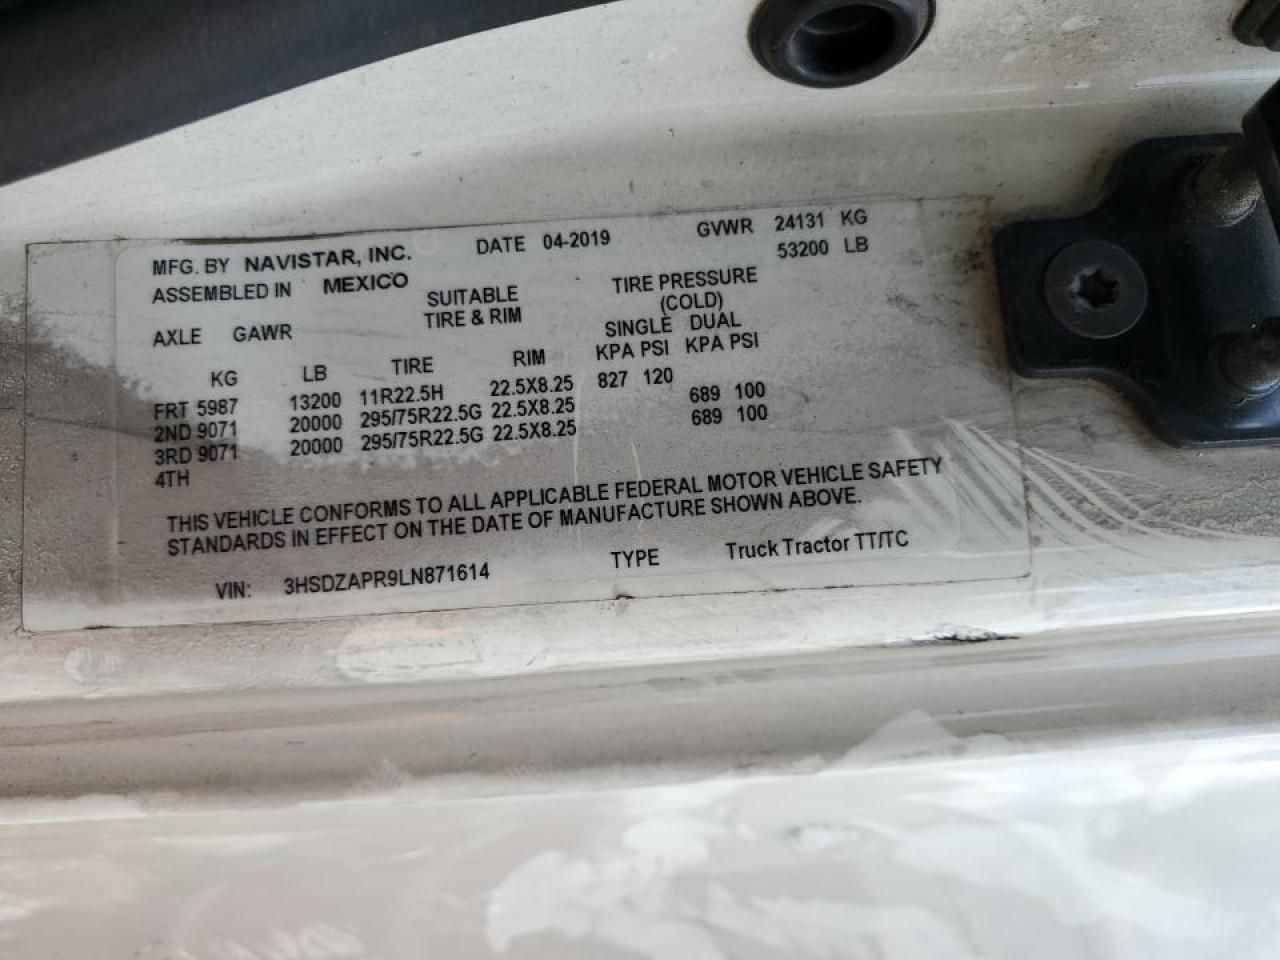 MFG. BY NAVISTAR, INC. DATE 04-2019 GVWR 24131 KG
ASSEMBLED IN MEXICO 53200 LB
SUITABLE TIRE PRESSURE
TIRE & RIM (COLD)
AXLE GAWR SINGLE DUAL
KG LB TIRE RIM KPA PSI KPA PSI
FRT 5987 13200 11R22.5H 22.5X8.25 827 120
2ND 9071 20000 295/75R22.5G 22.5X8.25 689 100
3RD 9071 20000 295/75R22.5G 22.5X8.25 689 100
4TH
THIS VEHICLE CONFORMS TO ALL APPLICABLE FEDERAL MOTOR VEHICLE SAFETY
STANDARDS IN EFFECT ON THE DATE OF MANUFACTURE SHOWN ABOVE.
VIN: 3HSDZAPR9LN871614 TYPE Truck Tractor TT/TC